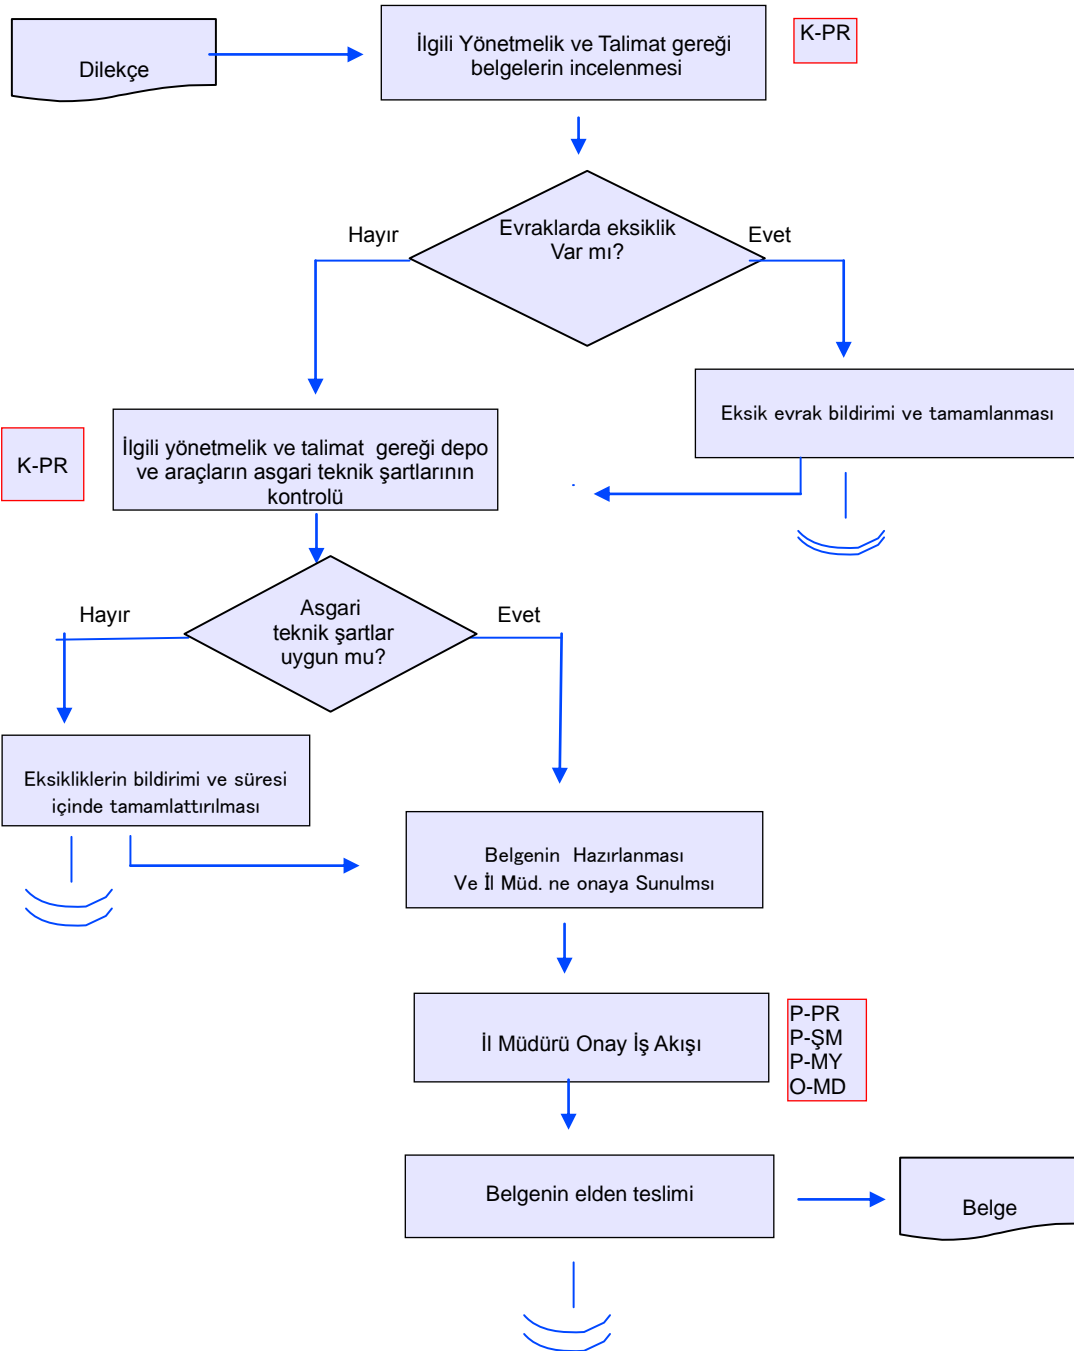 Dilekçe
İlgili Yönetmelik ve Talimat gereği
belgelerin incelenmesi
K-PR
Evraklarda eksiklik
Var mı?
Hayır
Evet
Eksik evrak bildirimi ve tamamlanması
K-PR
İlgili yönetmelik ve talimat  gereği depo
ve araçların asgari teknik şartlarının
kontrolü
Asgari
teknik şartlar
uygun mu?
Hayır
Evet
Eksikliklerin bildirimi ve süresi
içinde tamamlattırılması
Belgenin  Hazırlanması
Ve İl Müd. ne onaya Sunulmsı
İl Müdürü Onay İş Akışı
P-PR
P-ŞM
P-MY
O-MD
Belgenin elden teslimi
Belge